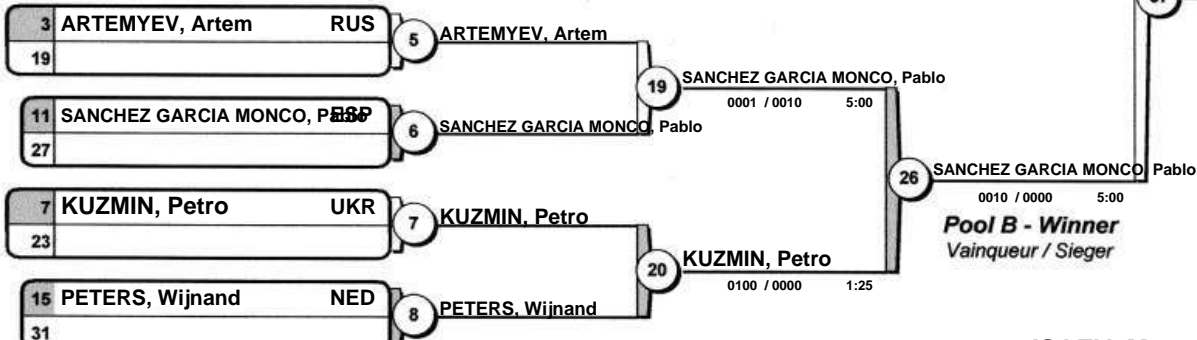 3 ARTEMYEV, Artem RUS
19
5 ARTEMYEV, Artem
11 SANCHEZ GARCIA MONCO, Pablo ESP
27
6 SANCHEZ GARCIA MONCO, Pablo
19 SANCHEZ GARCIA MONCO, Pablo
0001 / 0010 5:00
7 KUZMIN, Petro UKR
23
7 KUZMIN, Petro
15 PETERS, Wijnand NED
31
8 PETERS, Wijnand
20 KUZMIN, Petro
0100 / 0000 1:25
26 SANCHEZ GARCIA MONCO, Pablo
0010 / 0000 5:00
Pool B - Winner
Vainqueur / Sieger